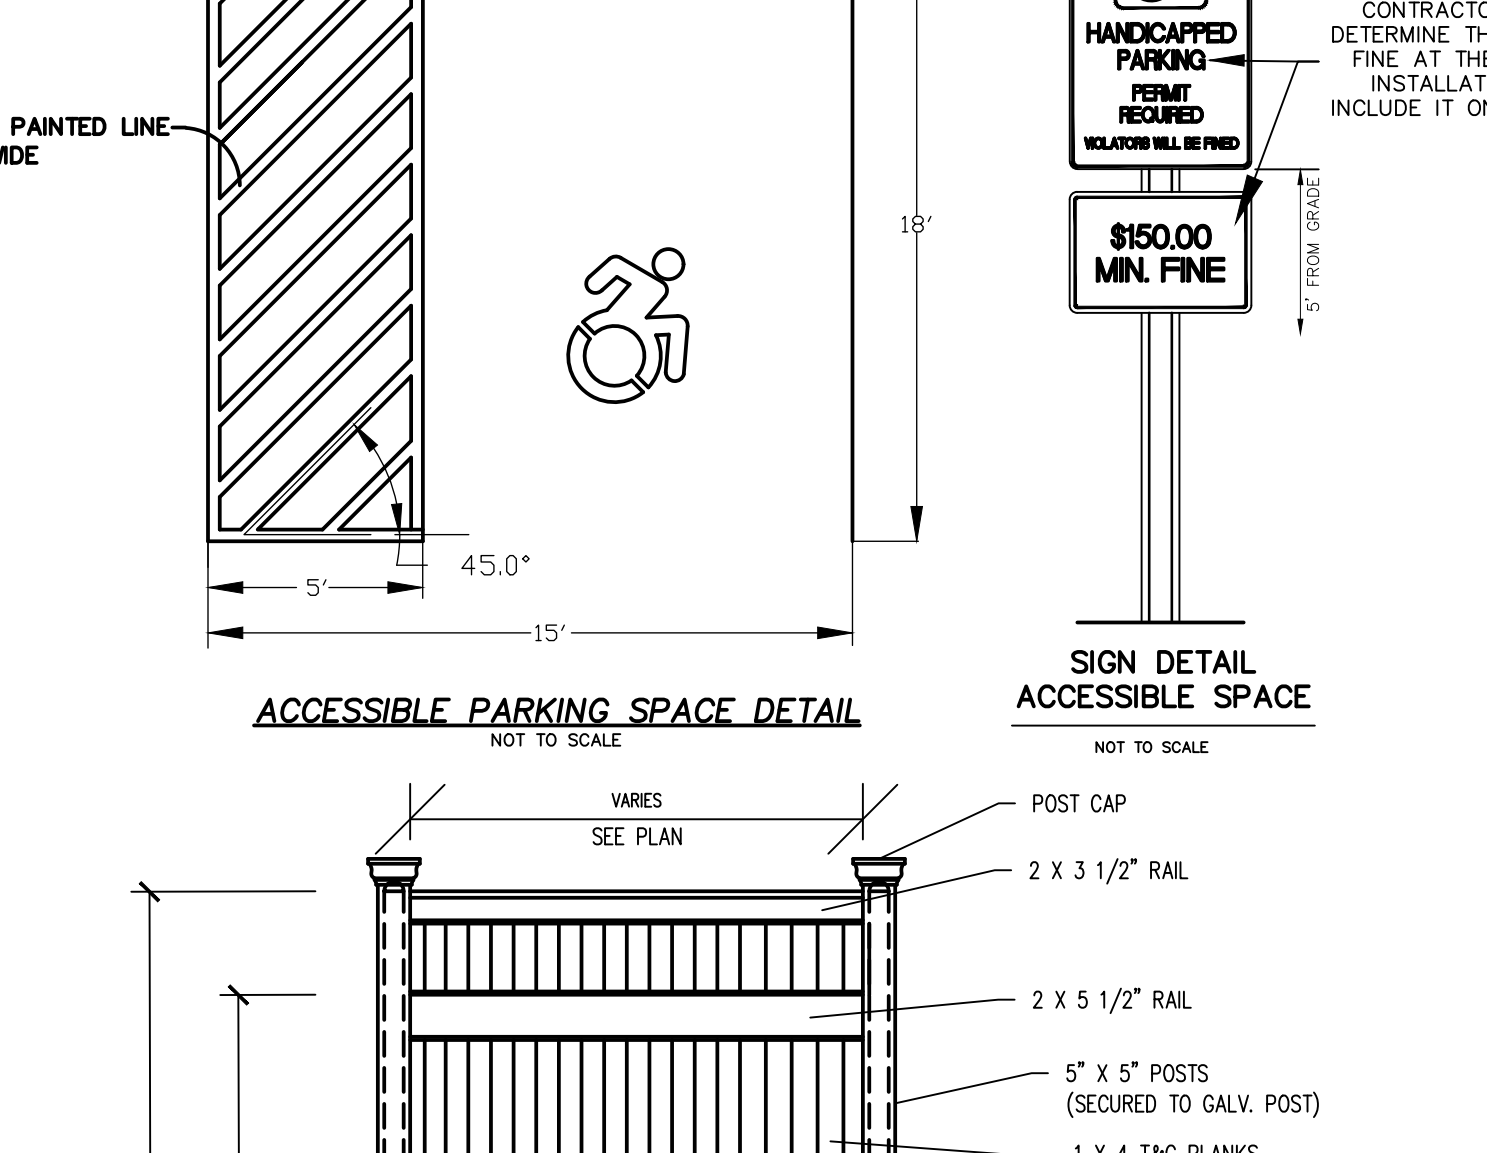 CONTRACTO
DETERMINE TH
FINE AT THE
INSTALLAT
INCLUDE IT ON
HANDICAPPED
PARKING
PERMIT
REQUIRED
VIOLATORS WILL BE FINED
$150.00
MIN. FINE
5' FROM GRADE
PAINTED LINE
WIDE
18'
45.0°
5'
15'
ACCESSIBLE PARKING SPACE DETAIL
NOT TO SCALE
SIGN DETAIL
ACCESSIBLE SPACE
NOT TO SCALE
VARIES
SEE PLAN
POST CAP
2 X 3 1/2" RAIL
2 X 5 1/2" RAIL
5" X 5" POSTS
(SECURED TO GALV. POST)
1 X 4 T&G PLANKS